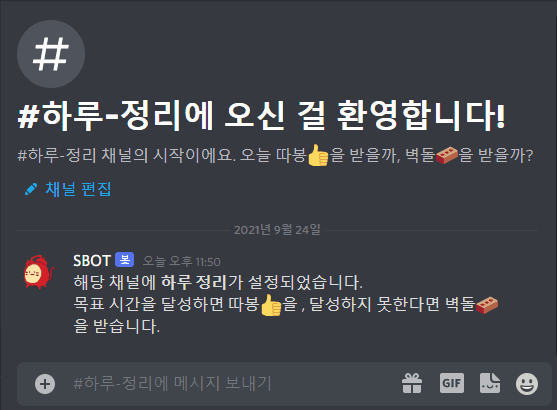 #하루-정리에 오신 걸 환영합니다!
#하루-정리 채널의 시작이에요. 오늘 따봉👍을 받을까, 벽돌🧱을 받을까?
채널 편집
2021년 9월 24일
SBOT 봇 오늘 오후 11:50
해당 채널에 하루 정리가 설정되었습니다.
목표 시간을 달성하면 따봉👍을 , 달성하지 못한다면 벽돌🧱
을 받습니다.
#하루-정리에 메시지 보내기
GIF